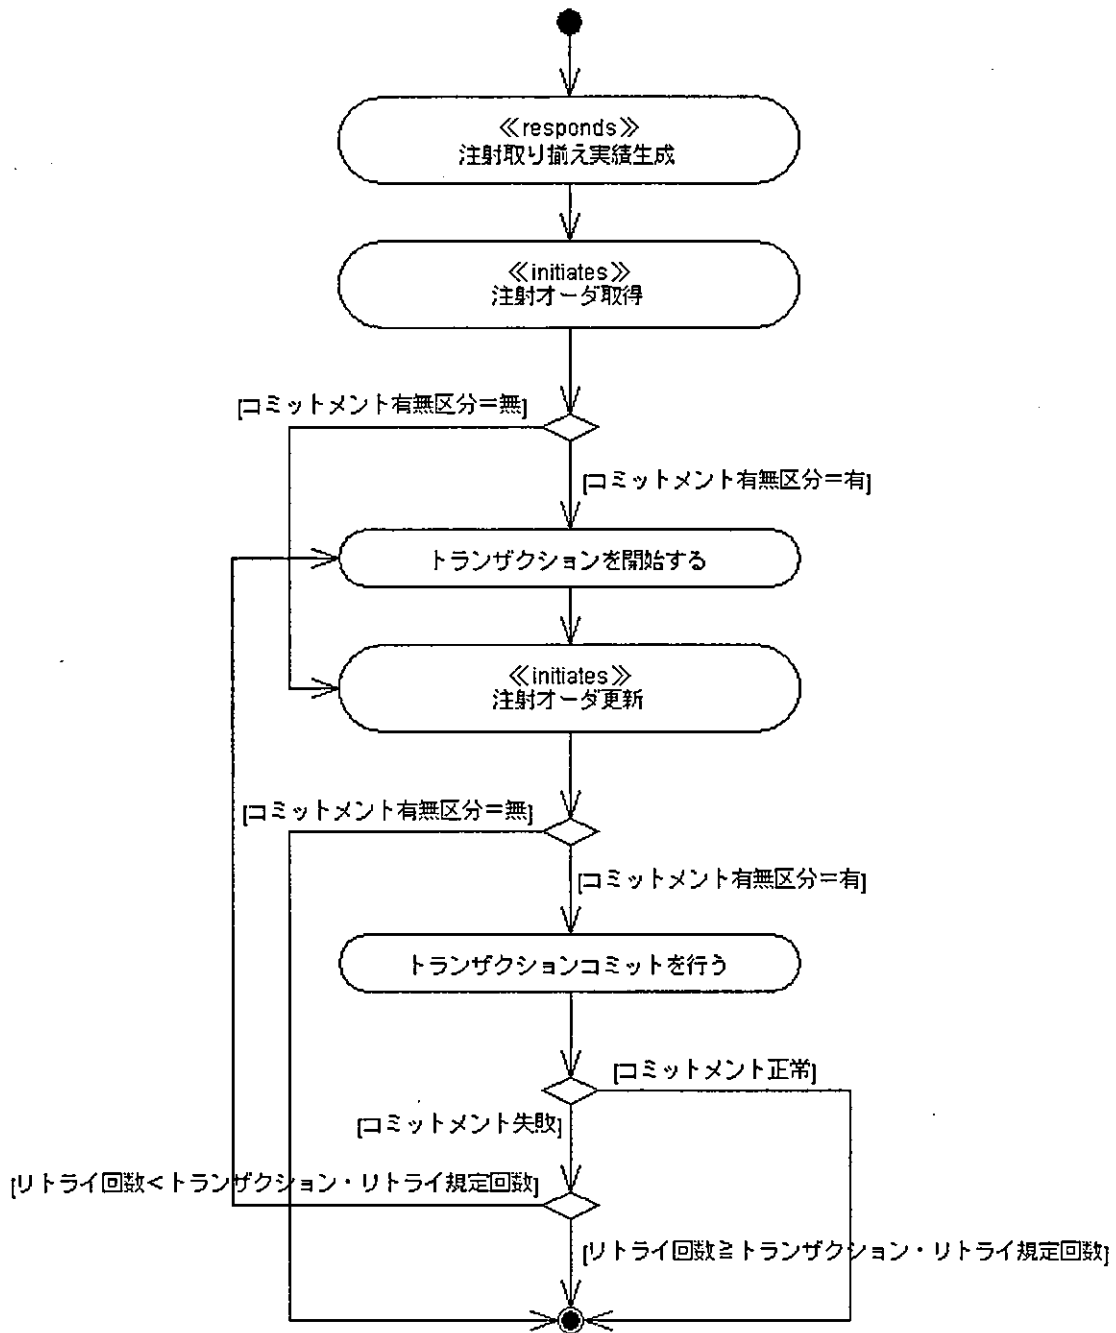 ≪responds≫
注射取り揃え実績生成
≪initiates≫
注射オーダ取得
[コミットメント有無区分＝無]
[コミットメント有無区分＝有]
トランザクションを開始する
≪initiates≫
注射オーダ更新
[コミットメント有無区分＝無]
[コミットメント有無区分＝有]
トランザクションコミットを行う
[コミットメント正常]
[コミットメント失敗]
[リトライ回数＜トランザクション・リトライ規定回数]
[リトライ回数≧トランザクション・リトライ規定回数]